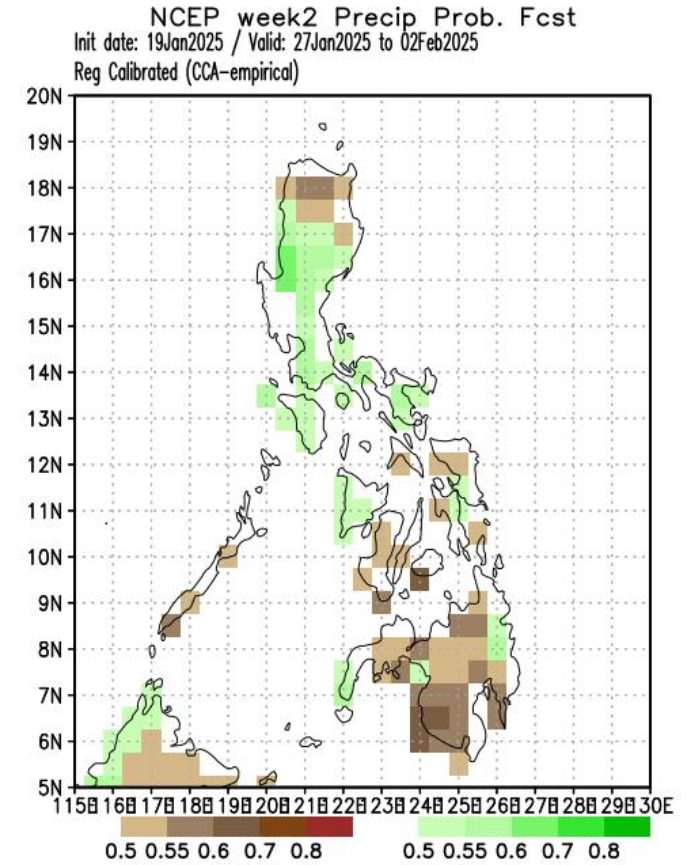 NCEP week2 Precip Prob. Fcst
Init date: 19Jan2025 / Valid: 27Jan2025 to 02Feb2025
Reg Calibrated (CCA-empirical)
20N
19N
18N
17N
16N
15N
14N
13N
12N
11N
10N
9N
8N
7N
6N
5N
115E 116E 117E 118E 119E 120E 121E 122E 123E 124E 125E 126E 127E 128E 129E 130E
0.5 0.55 0.6 0.7 0.8 0.5 0.55 0.6 0.7 0.8